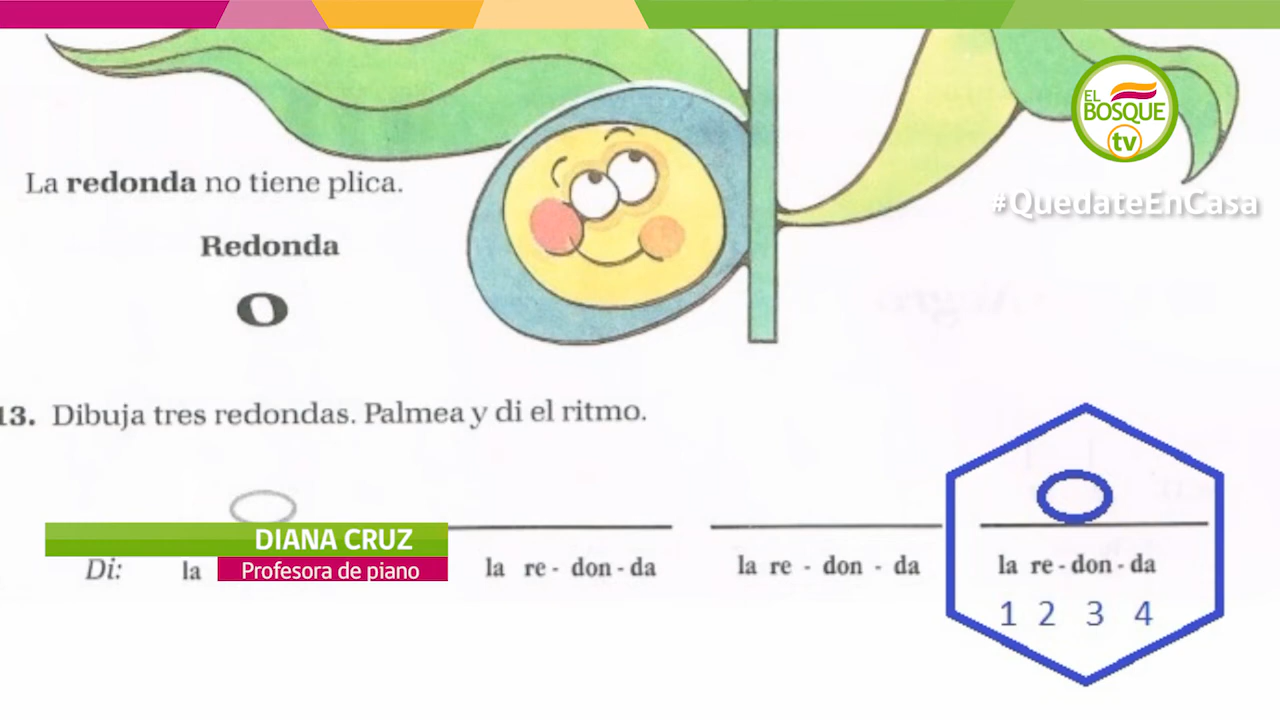 EL
BOSQUE
tv
#QuedateEnCasa
La redonda no tiene plica.
Redonda
13. Dibuja tres redondas. Palmea y di el ritmo.
DIANA CRUZ
Profesora de piano
Di: la
la re - don - da
la re - don - da
la re - don - da
1 2 3 4